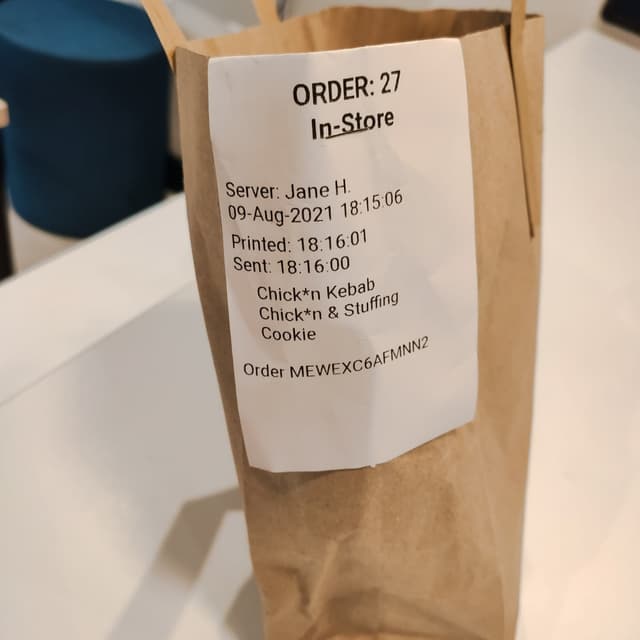 ORDER: 27
In-Store
Server: Jane H.
09-Aug-2021 18:15:06
Printed: 18:16:01
Sent: 18:16:00
Chick*n Kebab
Chick*n & Stuffing
Cookie
Order MEWEXC6AFMNN2